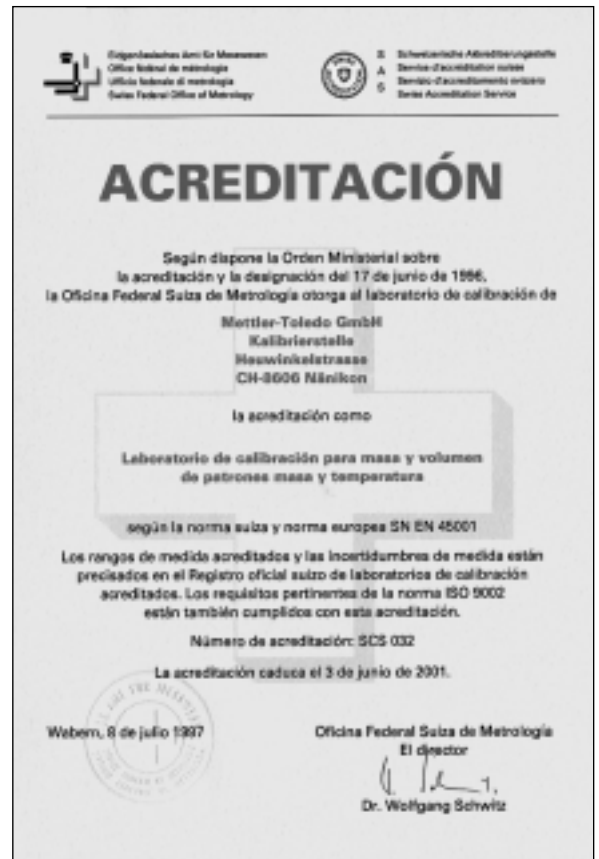 Eidgenössisches Amt für Messwesen
Office fédéral de métrologie
Ufficio federale di metrologia
Swiss Federal Office of Metrology
S Schweizerische Akkreditierungsstelle
A Service d'accréditation suisse
S Servizio d'accreditamento svizzero
Swiss Accreditation Service
ACREDITACIÓN
Según dispone la Orden Ministerial sobre
la acreditación y la designación del 17 de junio de 1996,
la Oficina Federal Suiza de Metrología otorga al laboratorio de calibración de
Mettler-Toledo GmbH
Kalibrierstelle
Heuwinkelstrasse
CH-8606 Nänikon
la acreditación como
Laboratorio de calibración para masa y volumen
de patrones masa y temperatura
según la norma suiza y norma europea SN EN 45001
Los rangos de medida acreditados y las incertidumbres de medida están
precisados en el Registro oficial suizo de laboratorios de calibración
acreditados. Los requisitos pertinentes de la norma ISO 9002
están también cumplidos con esta acreditación.
Número de acreditación: SCS 032
La acreditación caduca el 3 de junio de 2001.
Wabern, 8 de julio 1997
Oficina Federal Suiza de Metrología
El director
Dr. Wolfgang Schwitz